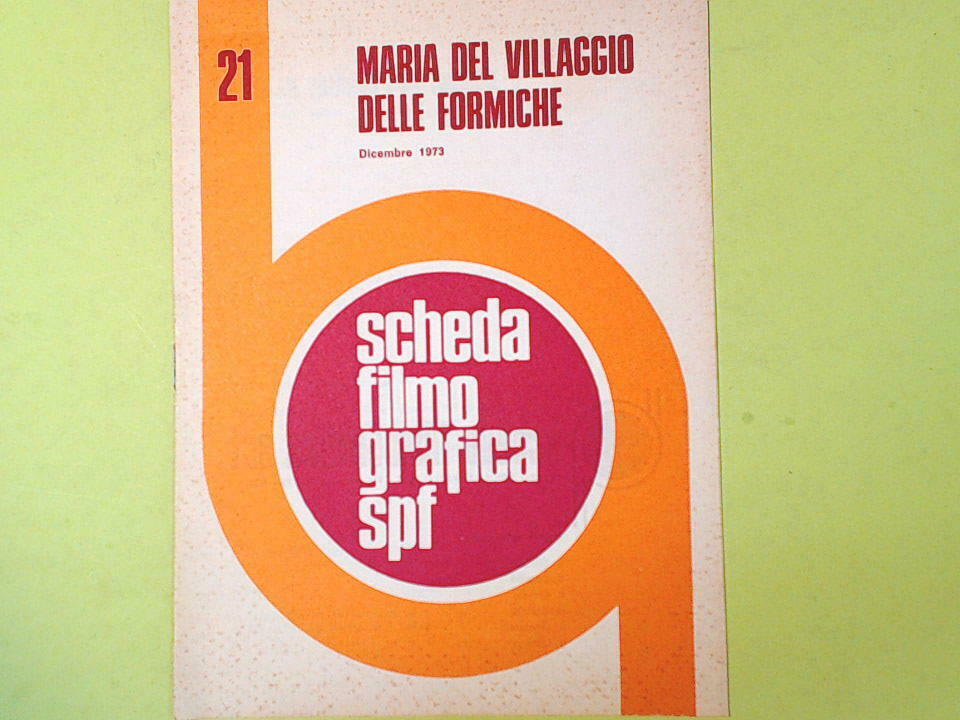 21
MARIA DEL VILLAGGIO
DELLE FORMICHE
Dicembre 1973
scheda
filmo
grafica
spf